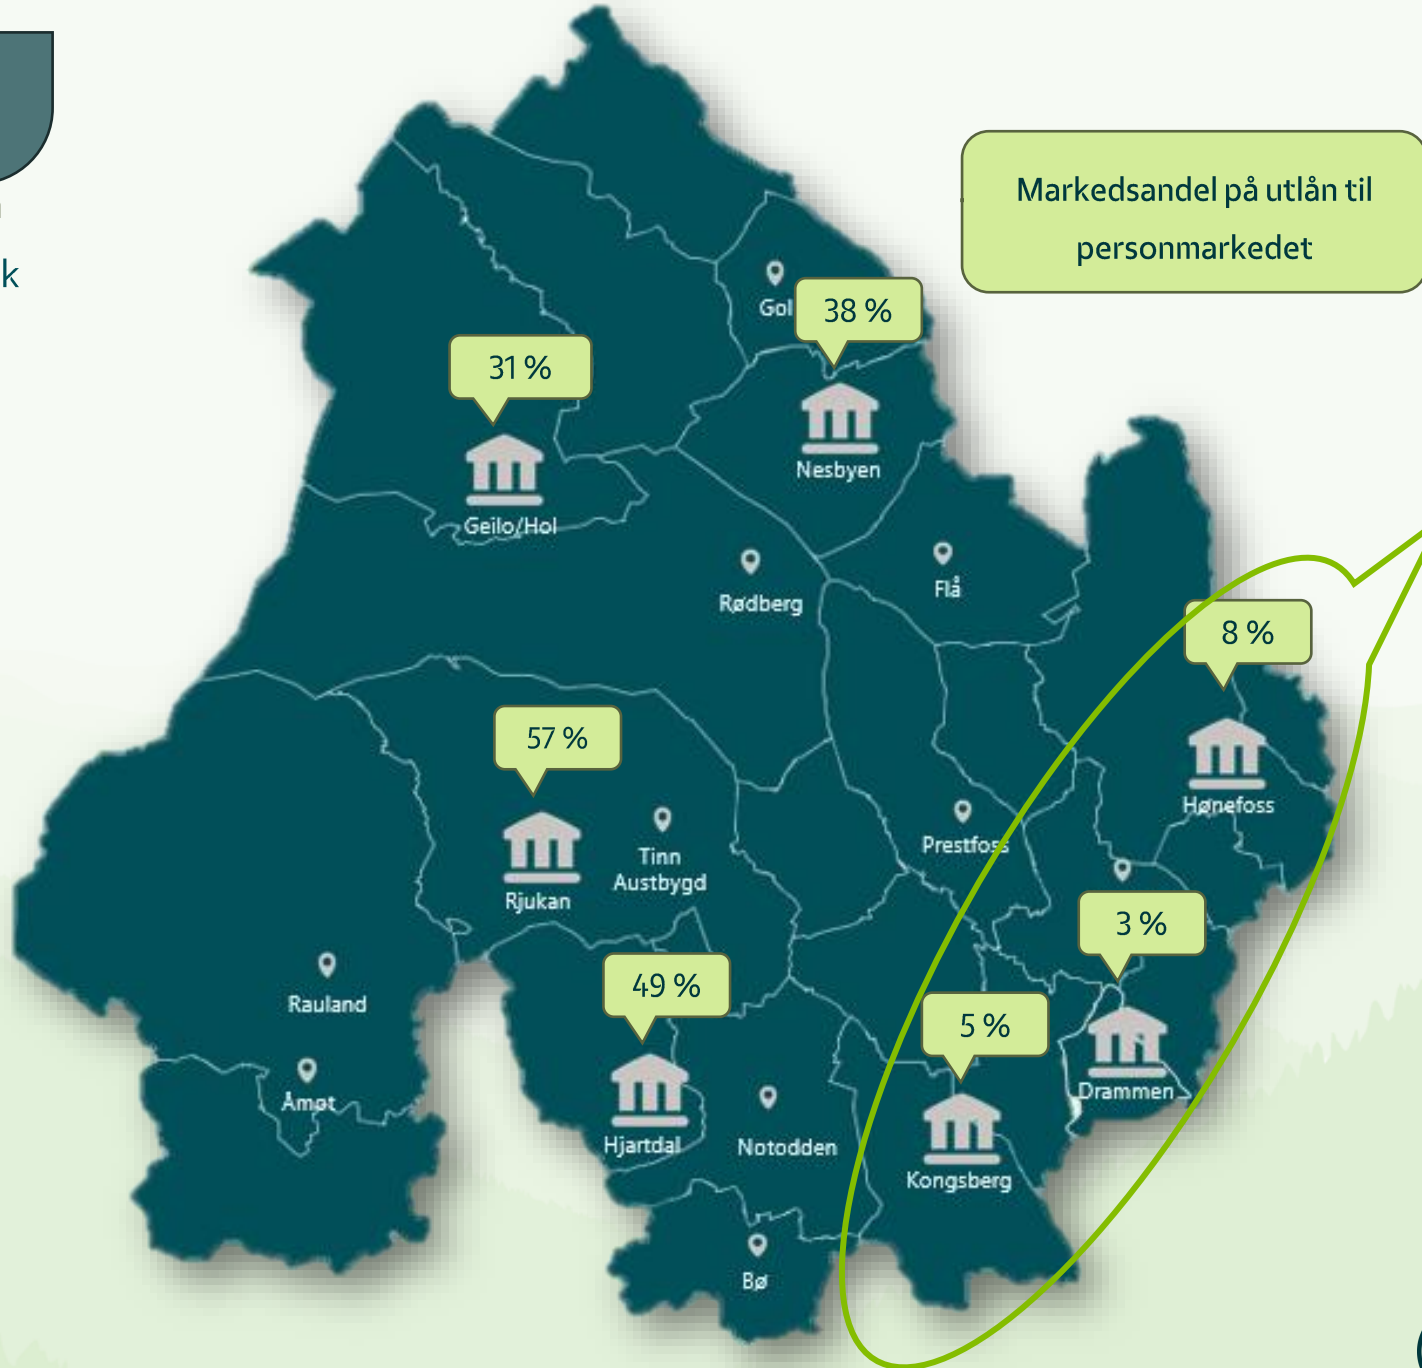 k
Markedsandel på utlån til
personmarkedet
Gol
38 %
31 %
Nesbyen
Geilo/Hol
Rødberg
Flå
8 %
57 %
Hønefoss
Prestfoss
Tinn
Austbygd
Rjukan
3 %
49 %
Rauland
5 %
Åmot
Drammen
Hjartdal
Notodden
Kongsberg
Bø